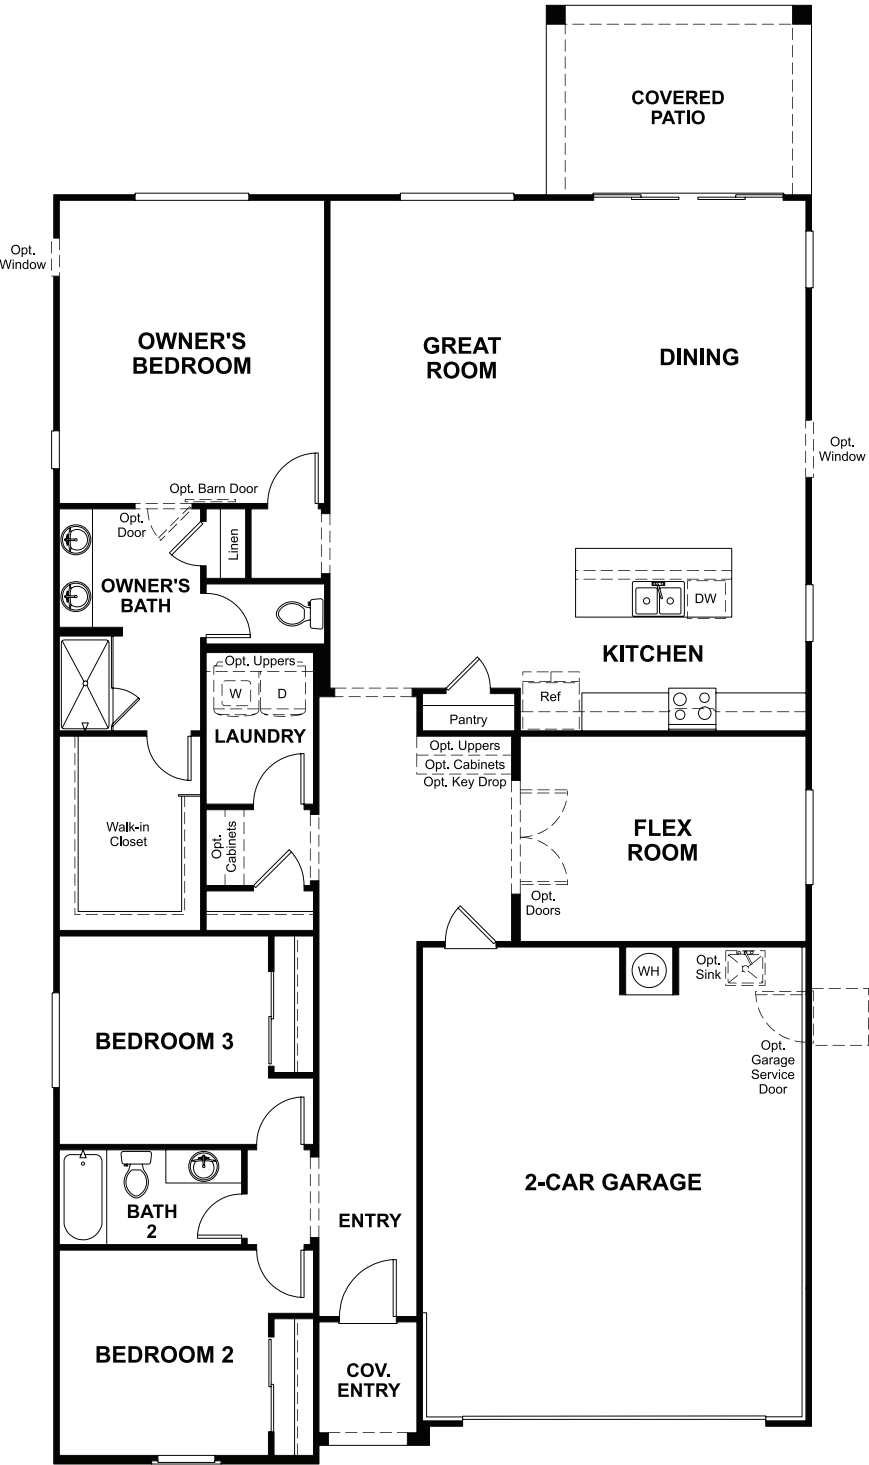 COVERED
PATIO
Opt.
Window
OWNER'S
BEDROOM
GREAT
ROOM
DINING
Opt.
Window
Opt. Barn Door
Opt.
Door
Linen
OWNER'S
BATH
DW
KITCHEN
Opt. Uppers
W
D
Ref
Pantry
LAUNDRY
Opt. Uppers
Opt. Cabinets
Opt. Key Drop
Walk-in
Closet
Opt.
Cabinets
FLEX
ROOM
Opt.
Doors
WH
Opt.
Sink
BEDROOM 3
Opt.
Garage
Service
Door
2-CAR GARAGE
BATH
2
ENTRY
BEDROOM 2
COV.
ENTRY